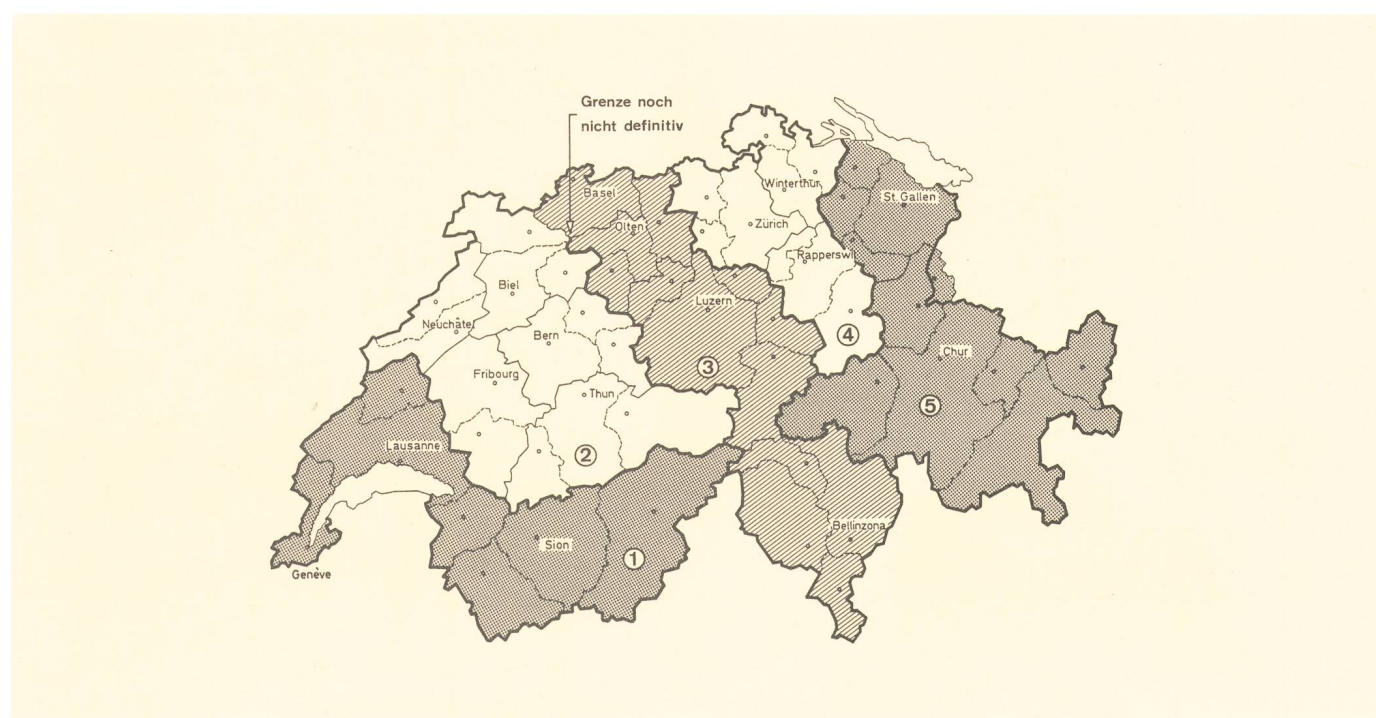 Grenze noch
nicht definitiv
Basel
Winterthur
St. Gallen
Olten
Zürich
Rapperswil
Biel
Luzern
Neuchâtel
Bern
④
Chur
③
Fribourg
Thun
⑤
Lausanne
②
Bellinzona
Sion
①
Genève